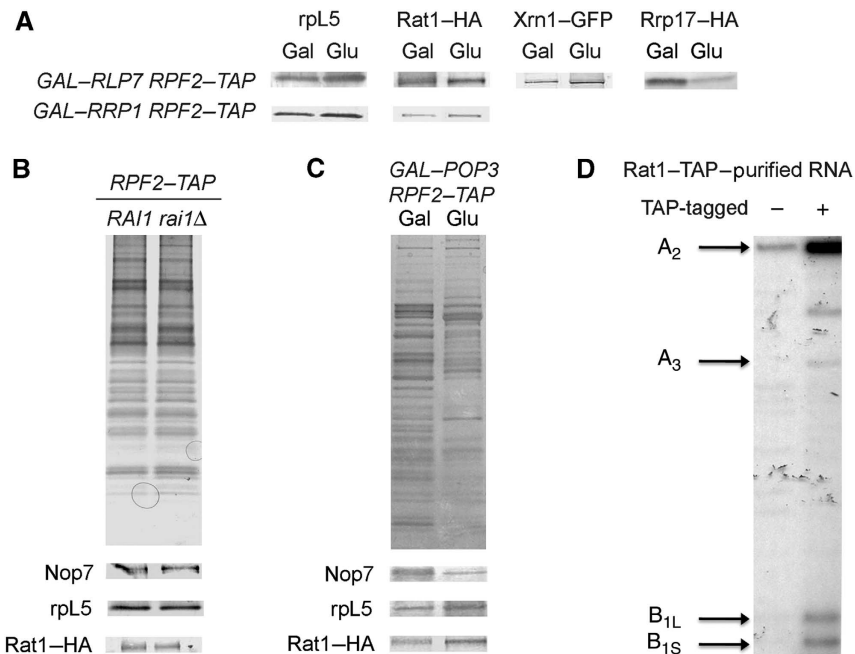 A
rpL5 Rat1–HA Xrn1–GFP Rrp17–HA
Gal Glu Gal Glu Gal Glu Gal Glu
GAL–RLP7 RPF2–TAP
GAL–RRP1 RPF2–TAP
B
RPF2–TAP
RAI1 rai1Δ
Nop7
rpL5
Rat1–HA
C
GAL–POP3
RPF2–TAP
Gal Glu
Nop7
rpL5
Rat1–HA
D
Rat1–TAP–purified RNA
TAP-tagged – +
A2
A3
B1L
B1S